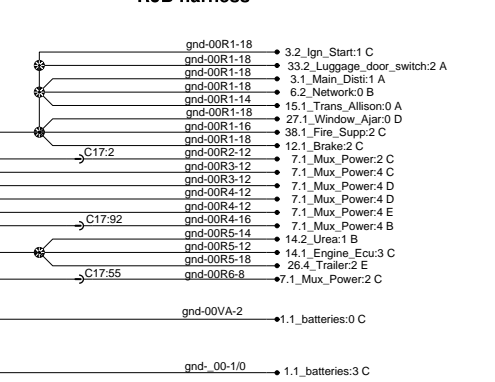 RJB harness
gnd-00R1-18 3.2_Ign_Start:1 C
gnd-00R1-18 33.2_Luggage_door_switch:2 A
gnd-00R1-18 3.1_Main_Disti:1 A
gnd-00R1-18 6.2_Network:0 B
gnd-00R1-14 15.1_Trans_Allison:0 A
gnd-00R1-18 27.1_Window_Ajar:0 D
gnd-00R1-16 38.1_Fire_Supp:2 C
gnd-00R1-18 12.1_Brake:2 C
C17:2 gnd-00R2-12 7.1_Mux_Power:2 C
gnd-00R3-12 7.1_Mux_Power:4 C
gnd-00R3-12 7.1_Mux_Power:4 D
gnd-00R4-12 7.1_Mux_Power:4 D
gnd-00R4-12 7.1_Mux_Power:4 E
C17:92 gnd-00R4-16 7.1_Mux_Power:4 B
gnd-00R5-14 14.2_Urea:1 B
gnd-00R5-12 14.1_Engine_Ecu:3 C
gnd-00R5-18 26.4_Trailer:2 E
C17:55 gnd-00R6-8 7.1_Mux_Power:2 C
gnd-00VA-2 1.1_batteries:0 C
gnd-_00-1/0 1.1_batteries:3 C